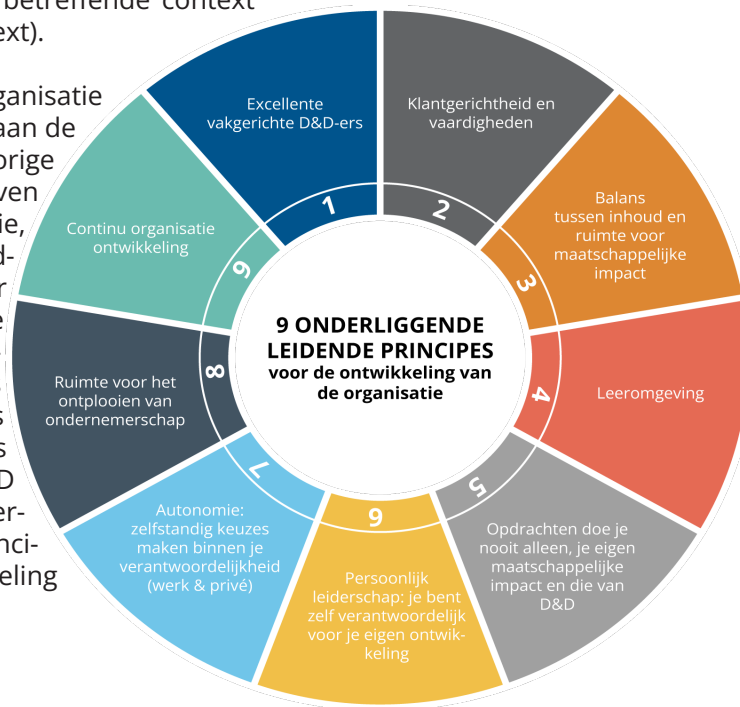 betreffende context
ext).
ganisatie
aan de
orige
ven
ie,
d-
r
e
s
s
D
er-
nci-
eling
Excellente
vakgerichte D&D-ers
1
Klantgerichtheid en
vaardigheden
2
Balans
tussen inhoud en
ruimte voor
maatschappelijke
impact
3
Leeromgeving
4
Opdrachten doe je
nooit alleen, je eigen
maatschappelijke
impact en die van
D&D
5
Persoonlijk
leiderschap: je bent
zelf verantwoordelijk
voor je eigen ontwik-
keling
6
Autonomie:
zelfstandig keuzes
maken binnen je
verantwoordelijkheid
(werk & privé)
7
Ruimte voor het
ontplooien van
ondernemerschap
8
Continu organisatie
ontwikkeling
9
9 ONDERLIGGENDE
LEIDENDE PRINCIPES
voor de ontwikkeling van
de organisatie